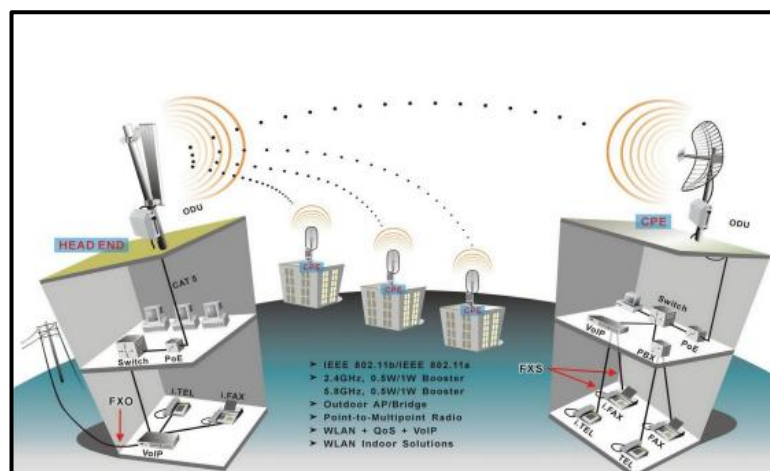 ODU
HEAD END
CAT 5
Switch
PoE
FXO
i.TEL
i.FAX
VoIP
CPE
CPE
CPE
➤ IEEE 802.11b/IEEE 802.11a
➤ 2.4GHz, 0.5W/1W Booster
5.8GHz, 0.5W/1W Booster
➤ Outdoor AP/Bridge
➤ Point-to-Multipoint Radio
➤ WLAN + QoS + VoIP
➤ WLAN Indoor Solutions
CPE
ODU
Switch
VoIP
PBX
PoE
FXS
i.FAX
i.TEL
FAX
TEL